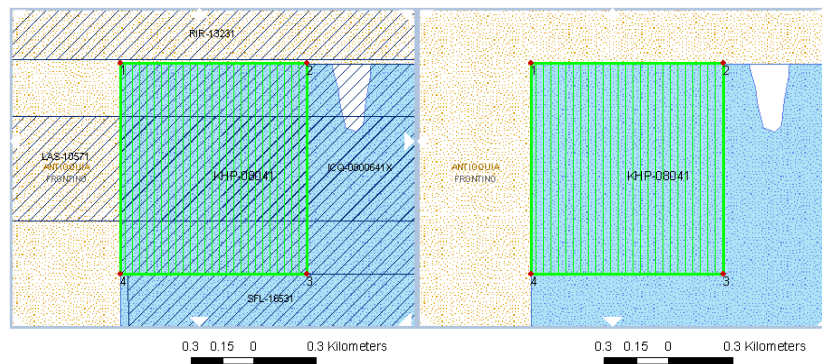 RIR-13231
1
2
LAS-10571
ANTIOQUIA
FRONTINO
KHP-08041
ICQ-0800641X
4
3
SFL-16531
0.3 0.15 0 0.3 Kilometers
1
2
ANTIOQUIA
FRONTINO
KHP-08041
4
3
0.3 0.15 0 0.3 Kilometers